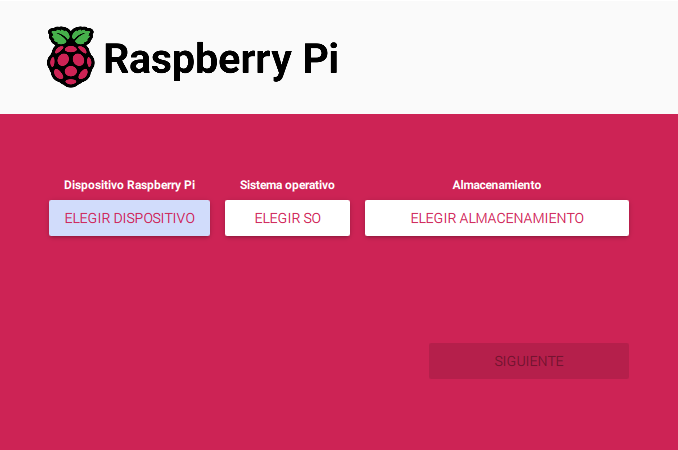 Raspberry Pi
Dispositivo Raspberry Pi
Sistema operativo
Almacenamiento
ELEGIR DISPOSITIVO
ELEGIR SO
ELEGIR ALMACENAMIENTO
SIGUIENTE